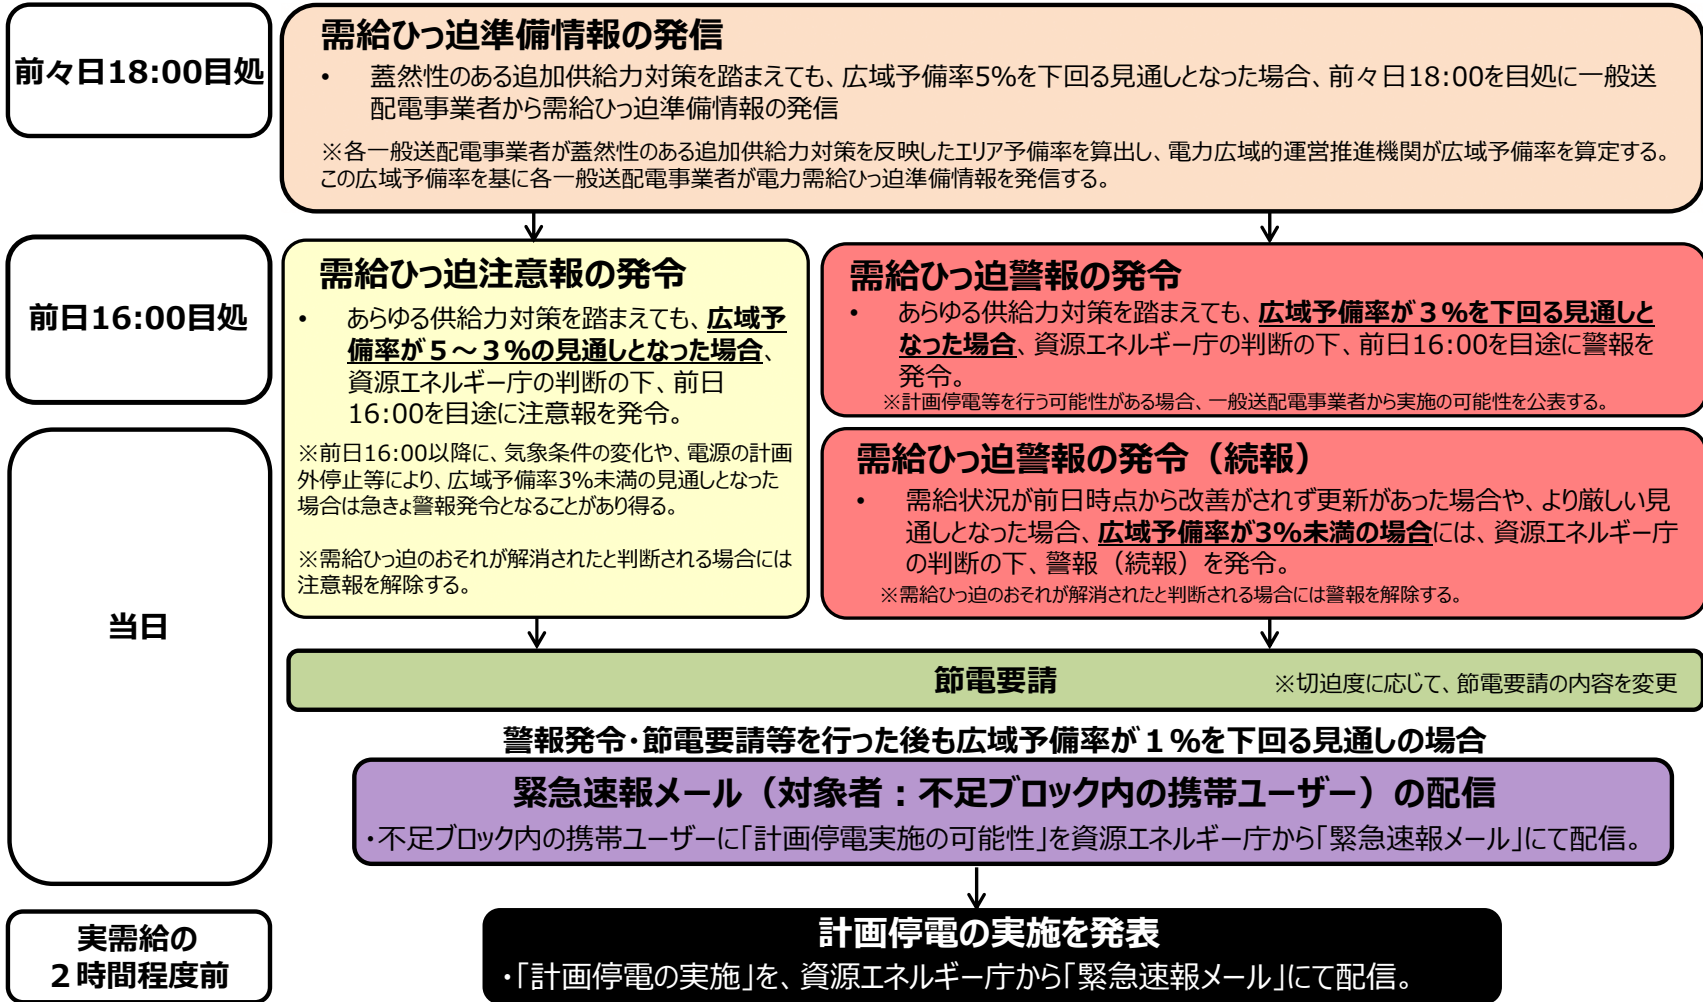 前々日18:00目処
需給ひっ迫準備情報の発信
• 蓋然性のある追加供給力対策を踏まえても、広域予備率5%を下回る見通しとなった場合、前々日18:00を目処に一般送
配電事業者から需給ひっ迫準備情報の発信
※各一般送配電事業者が蓋然性のある追加供給力対策を反映したエリア予備率を算出し、電力広域的運営推進機関が広域予備率を算定する。
この広域予備率を基に各一般送配電事業者が電力需給ひっ迫準備情報を発信する。
前日16:00目処
需給ひっ迫注意報の発令
• あらゆる供給力対策を踏まえても、広域予
備率が5~3%の見通しとなった場合、
資源エネルギー庁の判断の下、前日
16:00を目途に注意報を発令。
※前日16:00以降に、気象条件の変化や、電源の計画
外停止等により、広域予備率3%未満の見通しとなった
場合は急きょ警報発令となることがあり得る。
※需給ひっ迫のおそれが解消されたと判断される場合には
注意報を解除する。
需給ひっ迫警報の発令
• あらゆる供給力対策を踏まえても、広域予備率が3%を下回る見通しと
なった場合、資源エネルギー庁の判断の下、前日16:00を目途に警報を
発令。
※計画停電等を行う可能性がある場合、一般送配電事業者から実施の可能性を公表する。
当日
需給ひっ迫警報の発令(続報)
• 需給状況が前日時点から改善がされず更新があった場合や、より厳しい見
通しとなった場合、広域予備率が3%未満の場合には、資源エネルギー庁
の判断の下、警報(続報)を発令。
※需給ひっ迫のおそれが解消されたと判断される場合には警報を解除する。
節電要請 ※切迫度に応じて、節電要請の内容を変更
警報発令・節電要請等を行った後も広域予備率が1%を下回る見通しの場合
緊急速報メール(対象者:不足ブロック内の携帯ユーザー)の配信
・不足ブロック内の携帯ユーザーに「計画停電実施の可能性」を資源エネルギー庁から「緊急速報メール」にて配信。
実需給の
2時間程度前
計画停電の実施を発表
・「計画停電の実施」を、資源エネルギー庁から「緊急速報メール」にて配信。